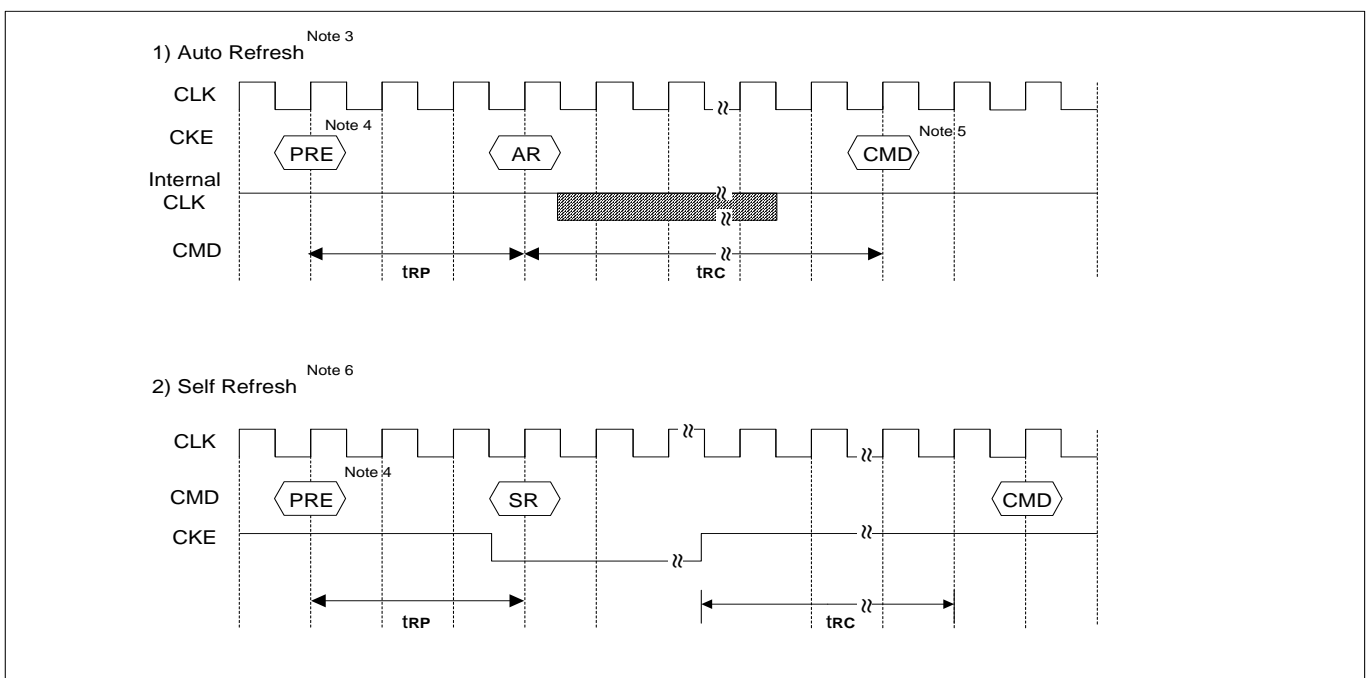 1) Auto Refresh Note 3
CLK
CKE
Note 4
Note 5
PRE
AR
CMD
Internal
CLK
CMD
tRP
tRC
2) Self Refresh Note 6
CLK
Note 4
CMD
PRE
SR
CMD
CKE
tRP
tRC